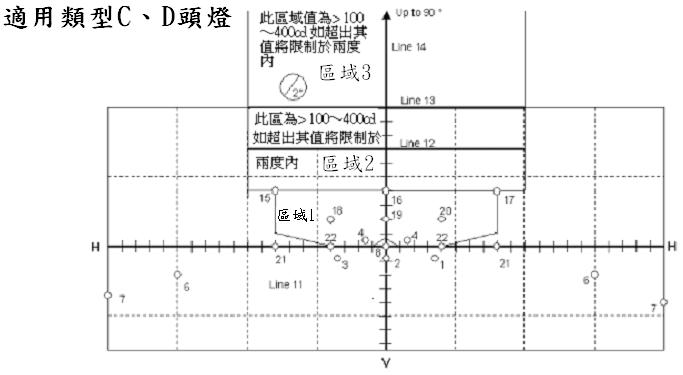 適用類型C、D頭燈
此區域值為>100
~400cd 如超出其
值將限制於兩度
內
區域3
2°
Up to 90 °
Line 14
Line 13
此區為>100~400cd
如超出其值將限制於
Line 12
兩度內
區域2
15
16
17
區域1
18
19
20
H
22
4
8
4
22
H
21
3
2
1
21
6
Line 11
6
7
7
V